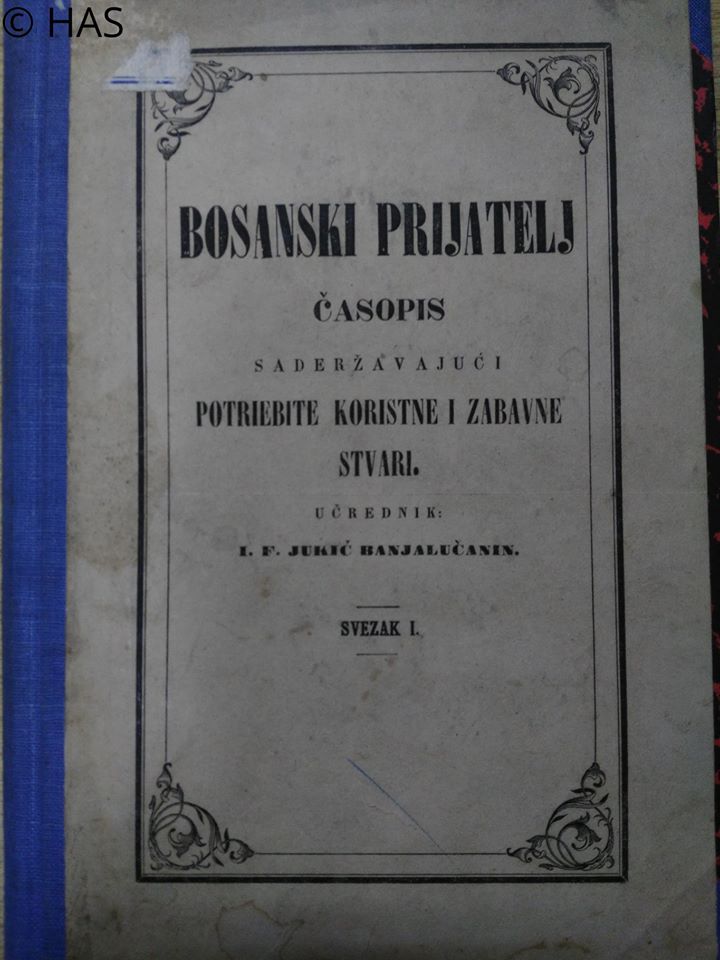 © HAS
BOSANSKI PRIJATELJ
ČASOPIS
SADERŽAVAJUĆI
POTRIEBITE KORISTNE I ZABAVNE
STVARI.
UČREDNIK:
I. F. JUKIĆ BANJALUČANIN.
SVEZAK I.